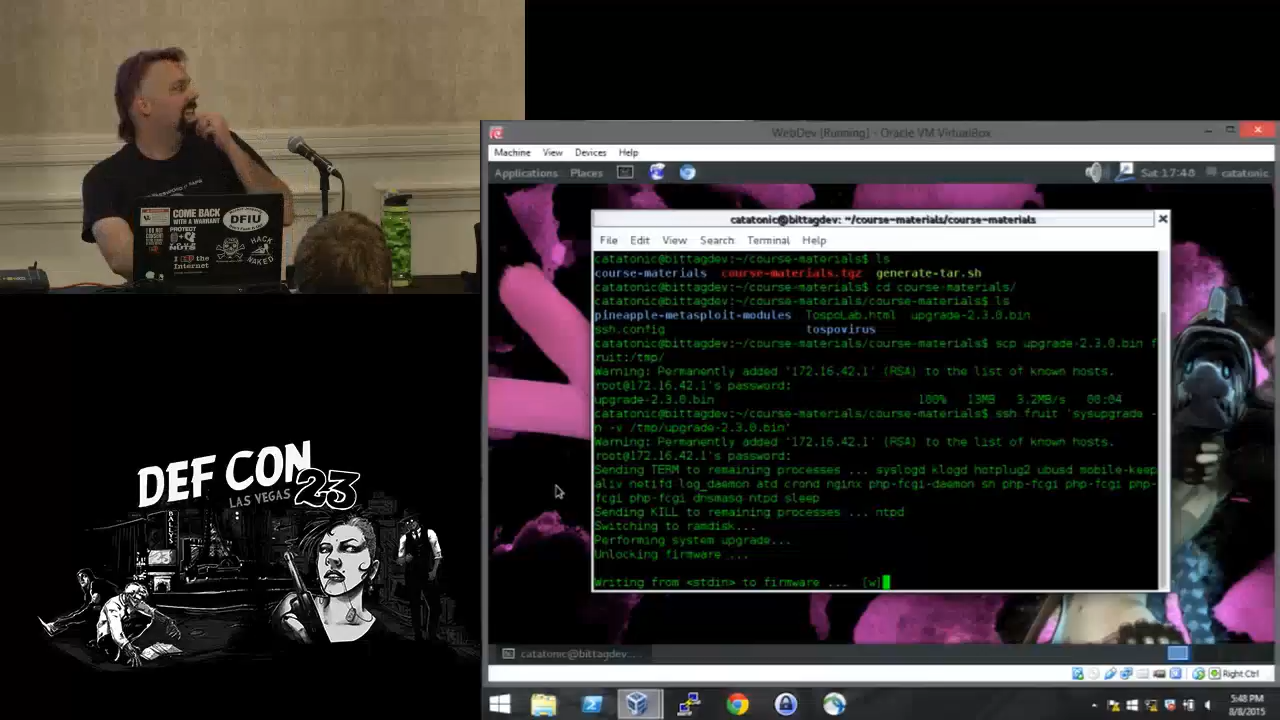 COME BACK
WITH A WARRANT
PROTECT
DFIU
I the
Internet
HACK
NAKED
DEF CON
23
LAS VEGAS
BALLYS
WebDev [Running] - Oracle VM VirtualBox
Machine View Devices Help
Applications Places Sat 17:48 catatonic
catatonic@bittagdev: ~/course-materials/course-materials
File Edit View Search Terminal Help
catatonic@bittagdev:~/course-materials$ ls
course-materials course-materials.tgz generate-tar.sh
catatonic@bittagdev:~/course-materials$ cd course-materials/
catatonic@bittagdev:~/course-materials/course-materials$ ls
pineapple-metasploit-modules TospoLab.html upgrade-2.3.0.bin
ssh.config tospovirus
catatonic@bittagdev:~/course-materials/course-materials$ scp upgrade-2.3.0.bin f
ruit:/tmp/
Warning: Permanently added '172.16.42.1' (RSA) to the list of known hosts.
root@172.16.42.1's password:
upgrade-2.3.0.bin 100% 13MB 3.2MB/s 00:04
catatonic@bittagdev:~/course-materials/course-materials$ ssh fruit 'sysupgrade -
n -v /tmp/upgrade-2.3.0.bin'
Warning: Permanently added '172.16.42.1' (RSA) to the list of known hosts.
root@172.16.42.1's password:
Sending TERM to remaining processes ... syslogd klogd hotplug2 ubusd mobile-keep
aliv netifd log_daemon atd crond nginx php-fcgi-daemon sh php-fcgi php-fcgi php-
fcgi php-fcgi dnsmasq ntpd sleep
Sending KILL to remaining processes ... ntpd
Switching to ramdisk...
Performing system upgrade...
Unlocking firmware ...
Writing from <stdin> to firmware ... [w]
catatonic@bittagdev:...
Right Ctrl
5:48 PM
8/8/2015